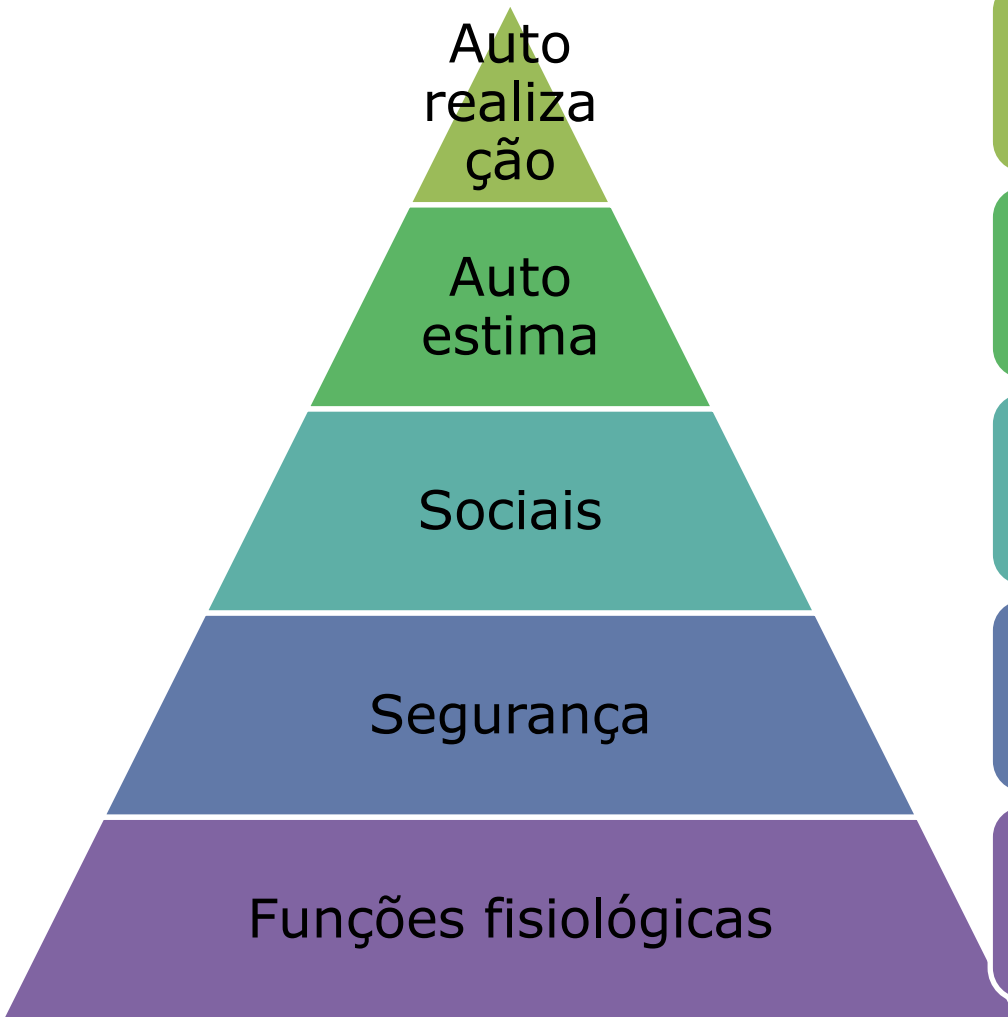 Auto
realiza
ção
Auto
estima
Sociais
Segurança
Funções fisiológicas